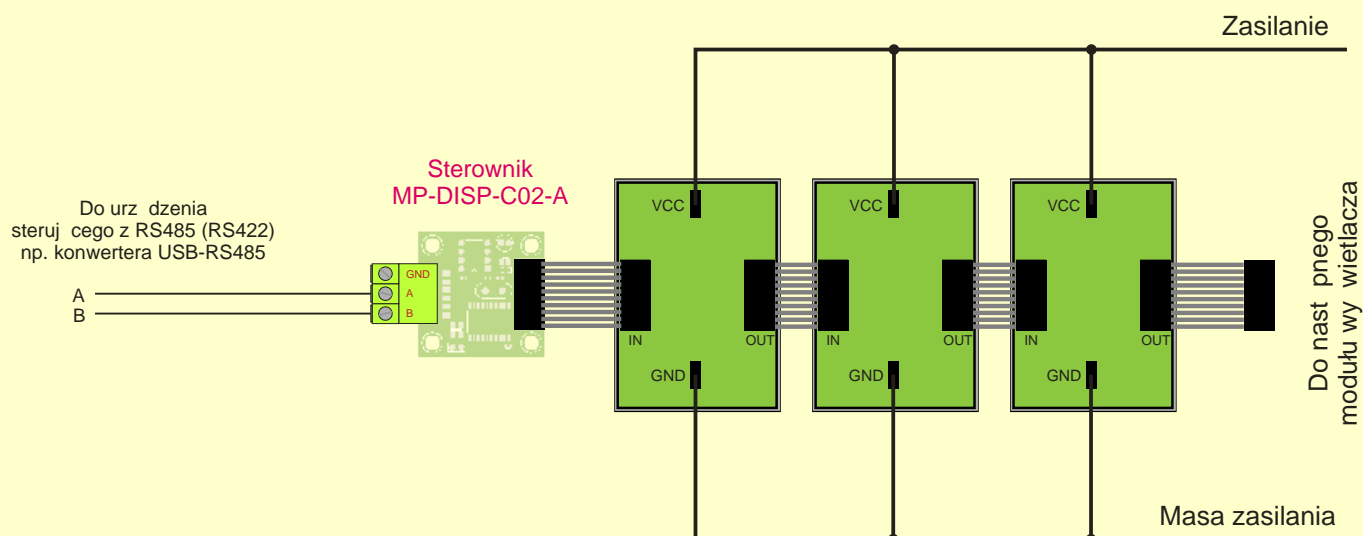 Zasilanie
Sterownik
MP-DISP-C02-A
Do urz dzenia
steruj cego z RS485 (RS422)
np. konwertera USB-RS485
A
B
GND
A
B
VCC
VCC
VCC
IN
OUT
IN
OUT
IN
OUT
GND
GND
GND
Do nast pnego
modułu wy wietlacza
Masa zasilania